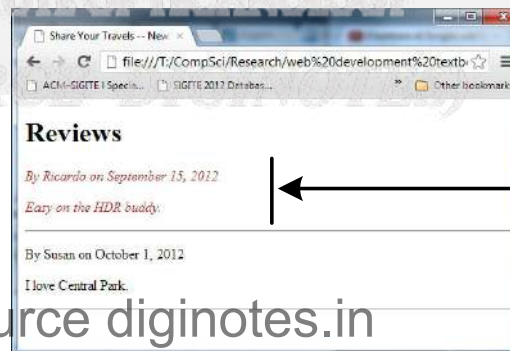 Share Your Travels -- New
file:///T:/CompSci/Research/web%20development%20textb
ACM-SIGITE | Specia...
SIGITE 2012 Databas...
Other bookmark
Reviews
By Ricardo on September 15, 2012
Easy on the HDR buddy.
By Susan on October 1, 2012
I love Central Park.
urce diginotes.in